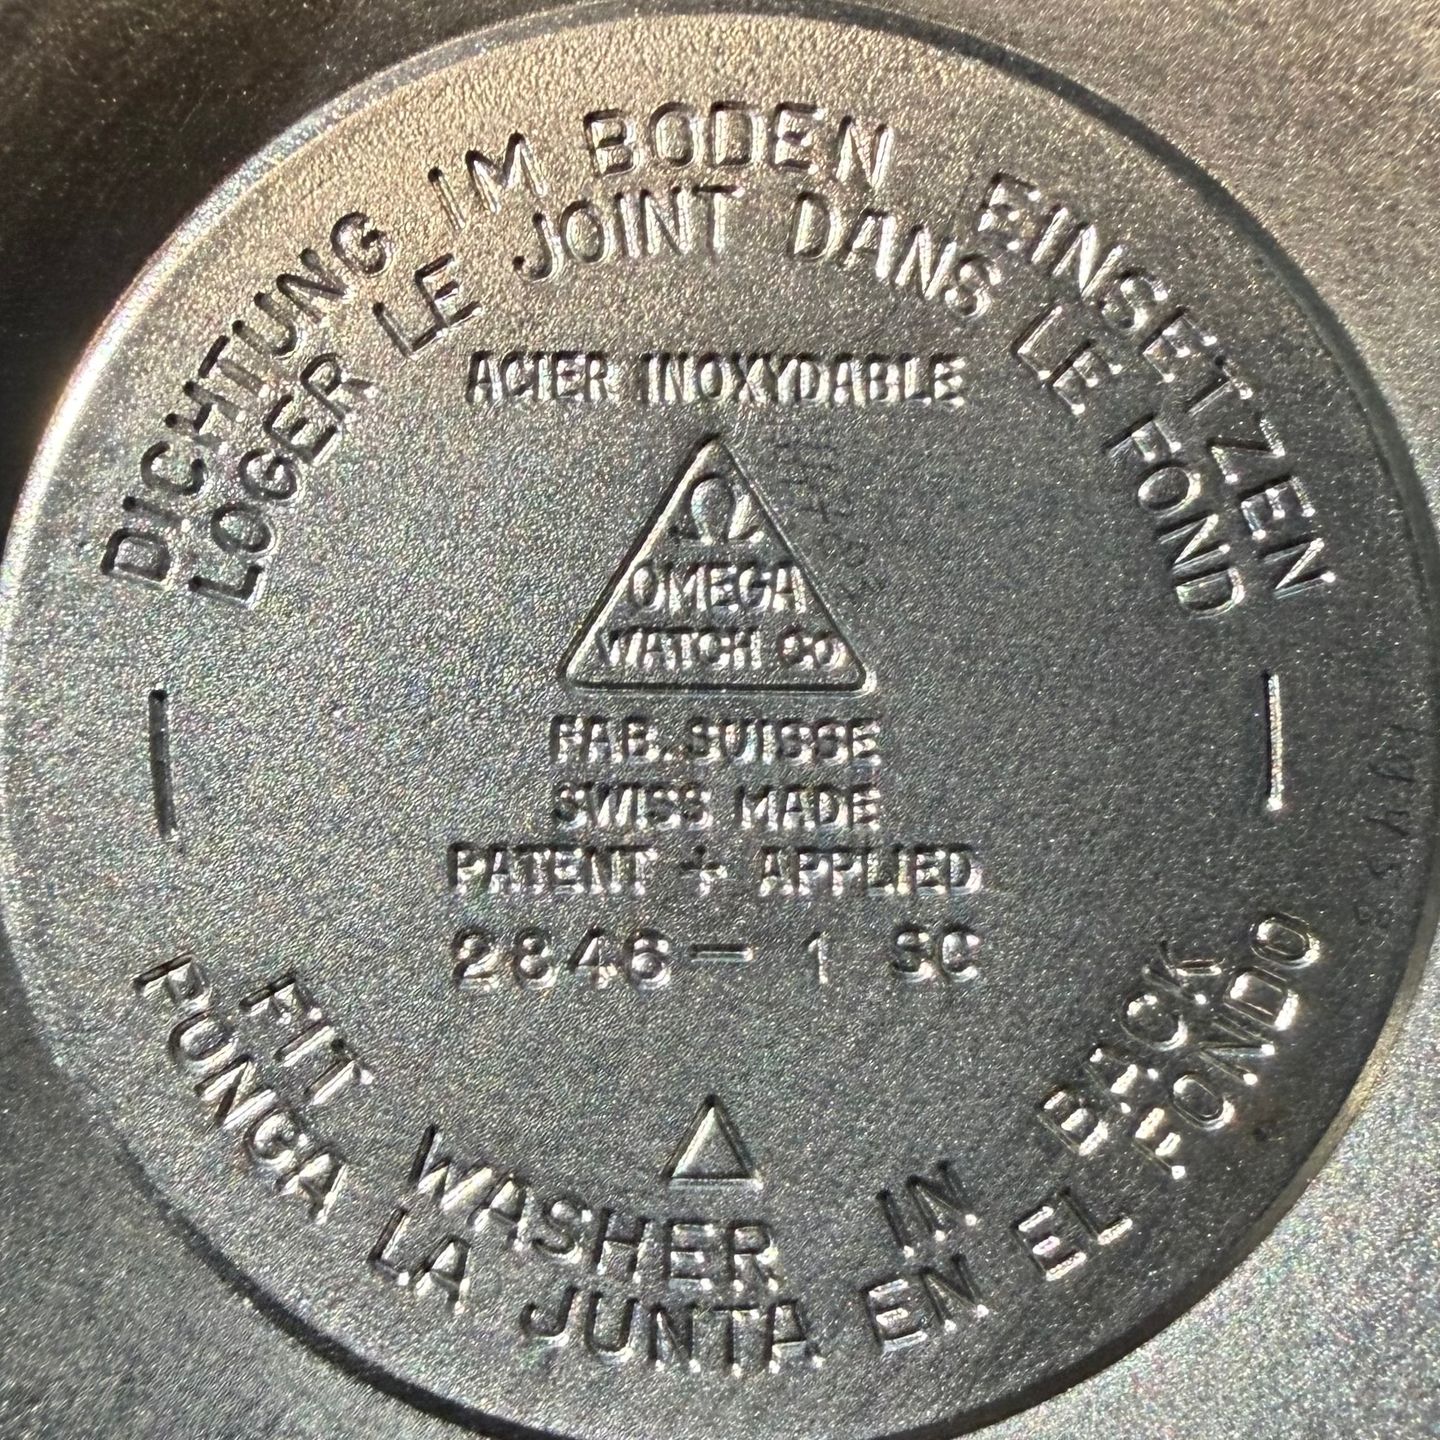 DICHTUNG IM BODEN EINSETZEN
LOGER LE JOINT DANS LE FOND
ACIER INOXYDABLE
Ω
OMEGA
WATCH CO
FAB. SUISSE
SWISS MADE
PATENT + APPLIED
2846-1 SC
FIT WASHER IN BACK
PONGA LA JUNTA EN EL FONDO